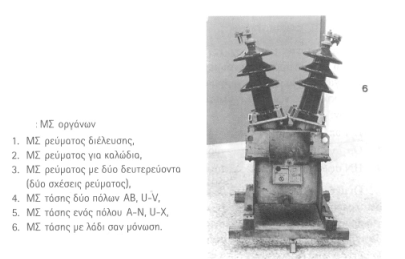 : ΜΣ οργάνων
1. ΜΣ ρεύματος διέλευσης,
2. ΜΣ ρεύματος για καλώδια,
3. ΜΣ ρεύματος με δύο δευτερεύοντα
(δύο σχέσεις ρεύματος),
4. ΜΣ τάσης δύο πόλων AB, U-V,
5. ΜΣ τάσης ενός πόλου A-N, U-X,
6. ΜΣ τάσης με λάδι σαν μόνωση.
6